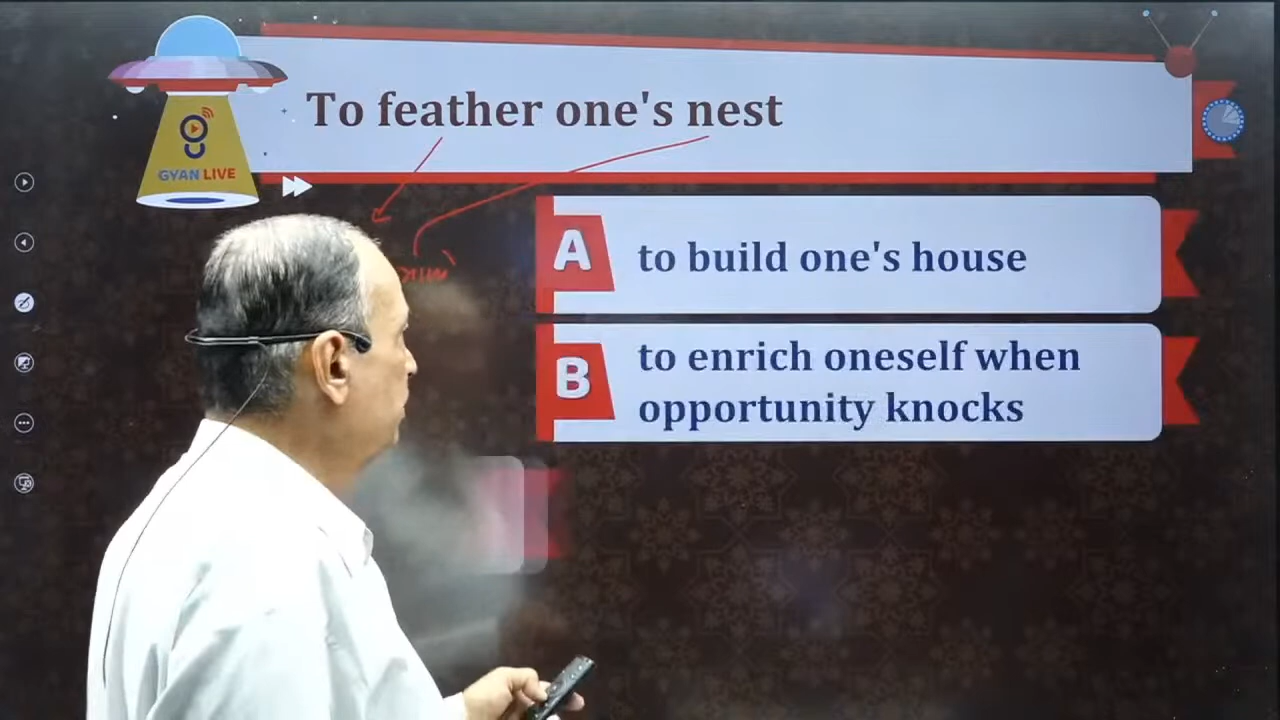 To feather one's nest
GYAN LIVE
A
to build one's house
B
to enrich oneself when
opportunity knocks